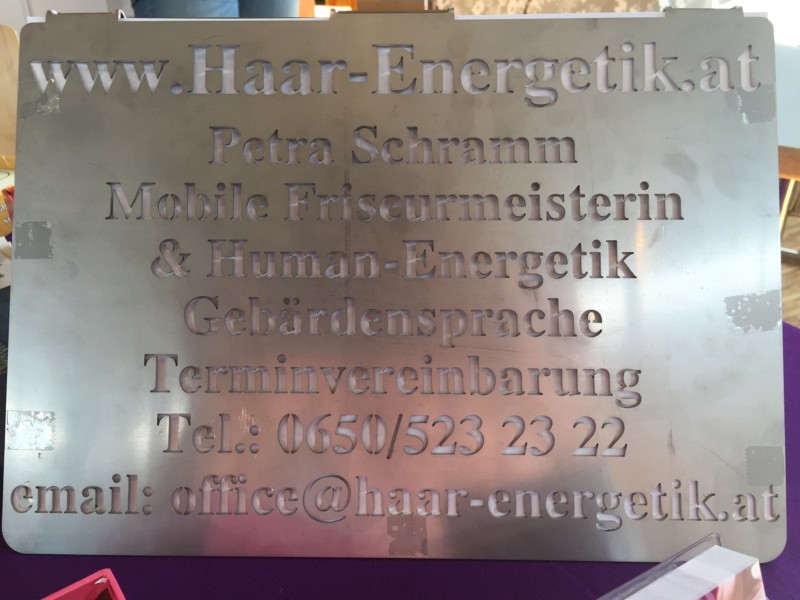 www.Haar-Energetik.at
Petra Schramm
Mobile Friseurmeisterin
& Human-Energetik
Gebärdensprache
Terminvereinbarung
Tel.: 0650/523 23 22
email: office@haar-energetik.at